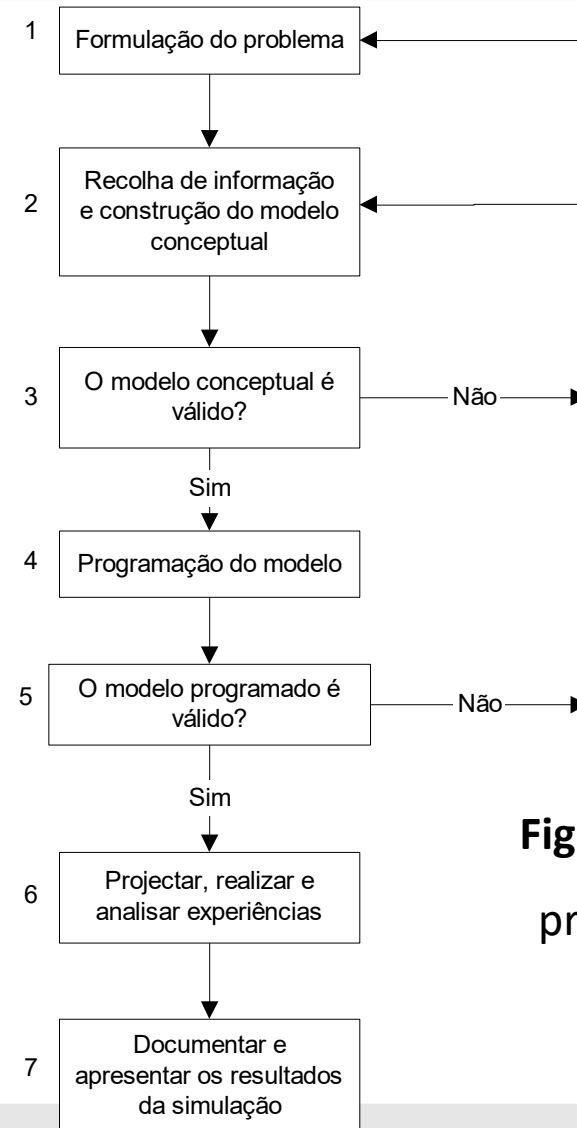 1
Formulação do problema
2
Recolha de informação
e construção do modelo
conceptual
3
O modelo conceptual é
válido?
Não
Sim
4
Programação do modelo
5
O modelo programado é
válido?
Não
Sim
Fig
pr
6
Projectar, realizar e
analisar experiências
7
Documentar e
apresentar os resultados
da simulação